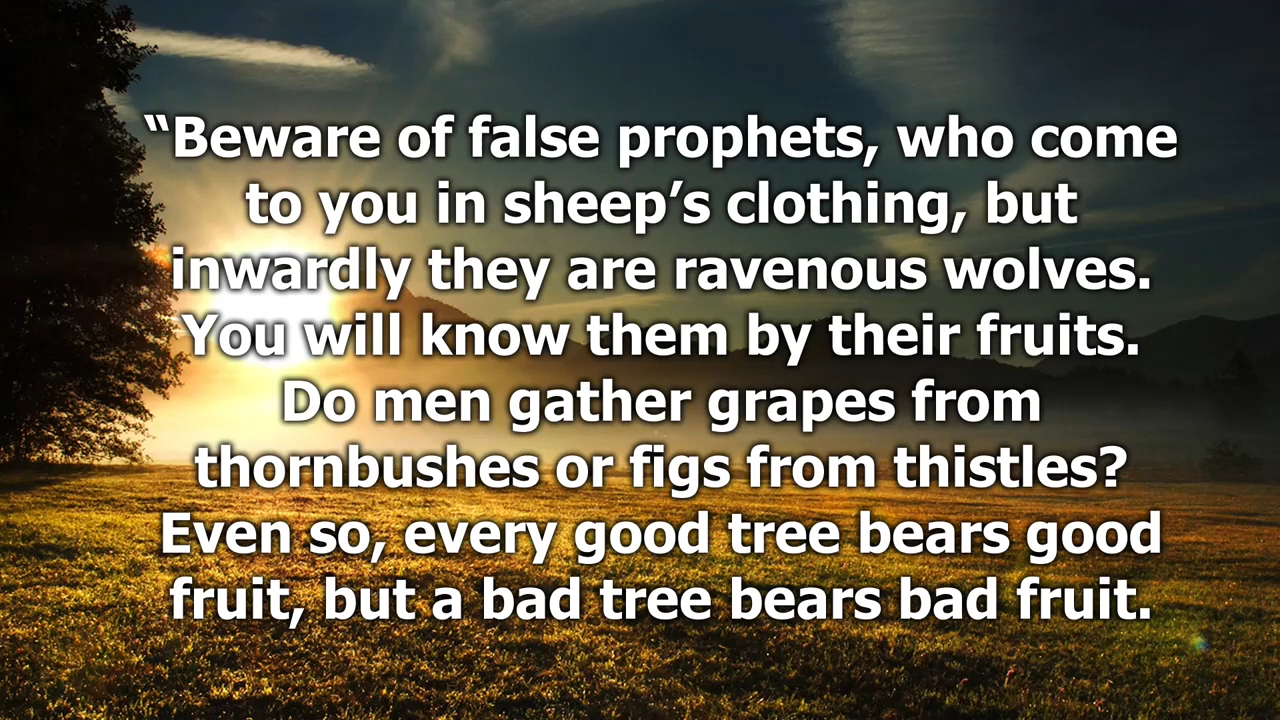 “Beware of false prophets, who come
to you in sheep’s clothing, but
inwardly they are ravenous wolves.
You will know them by their fruits.
Do men gather grapes from
thornbushes or figs from thistles?
Even so, every good tree bears good
fruit, but a bad tree bears bad fruit.